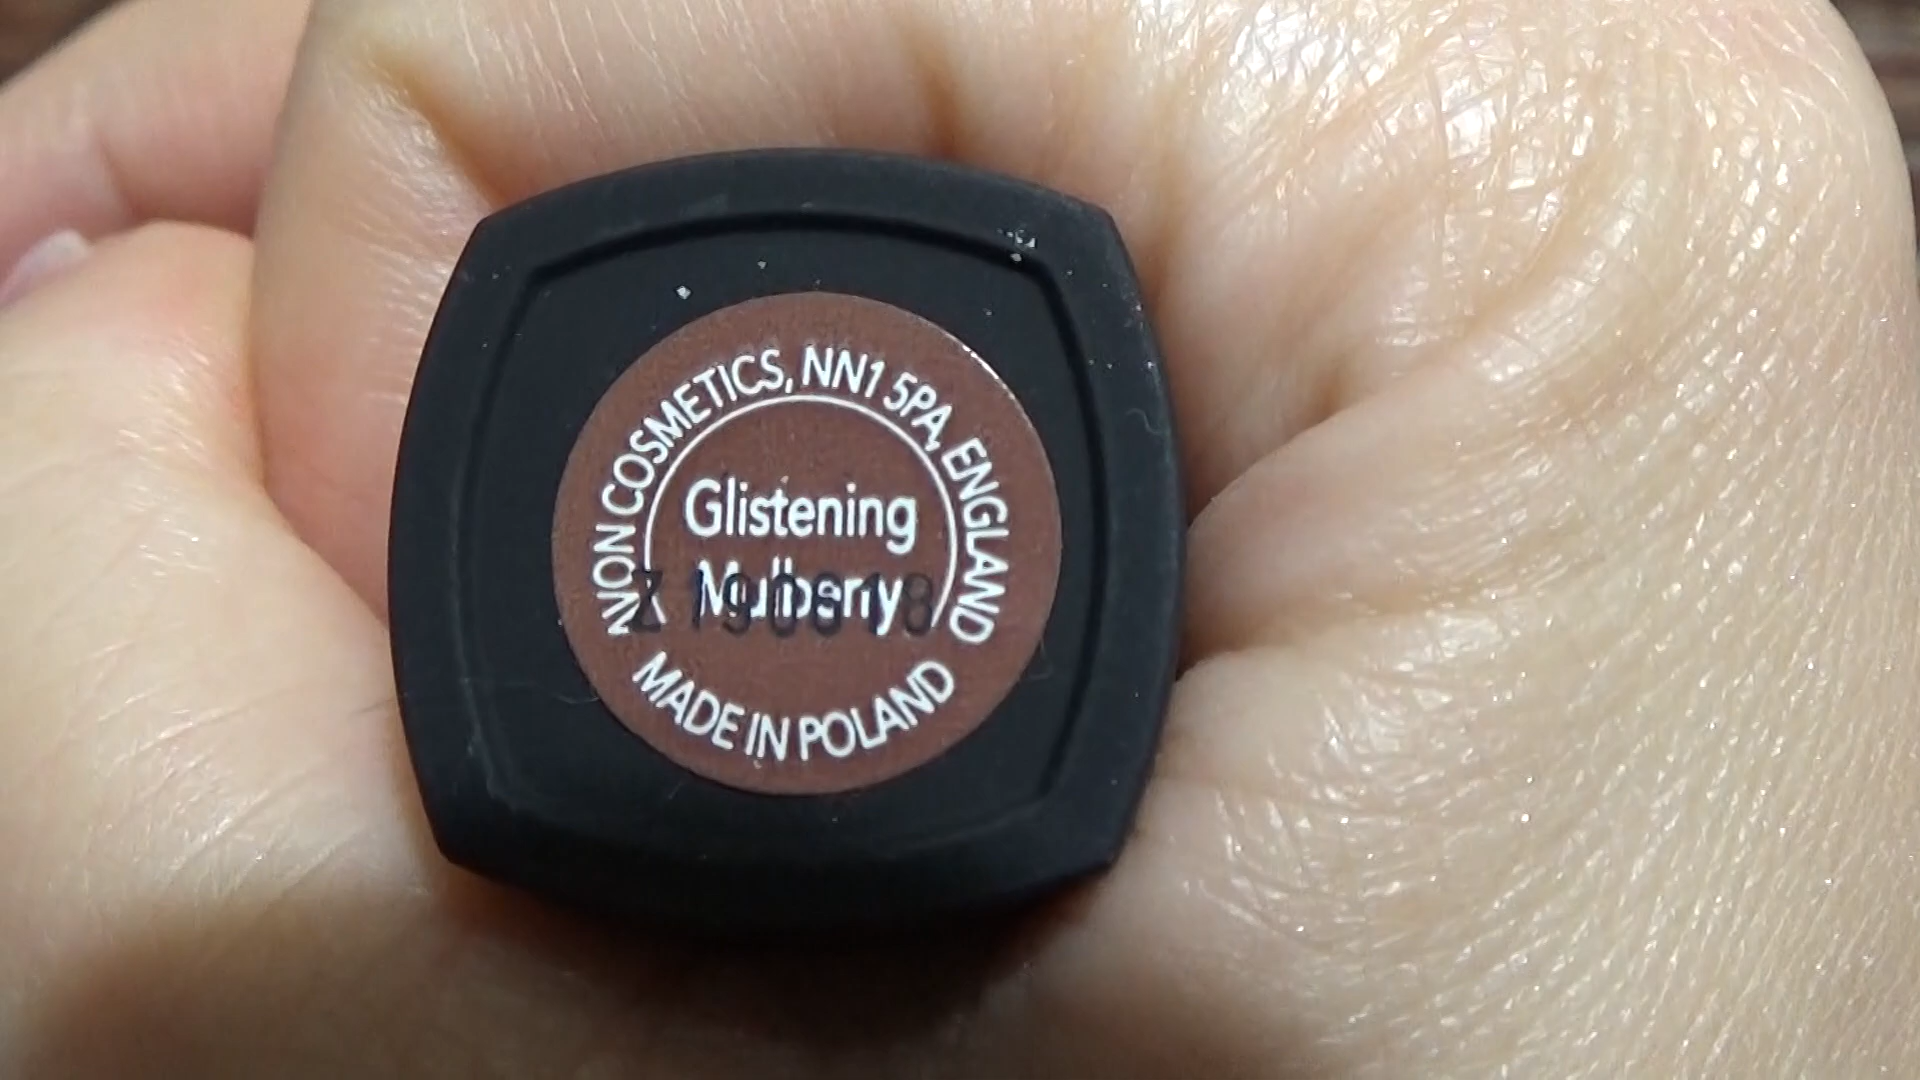 AVON COSMETICS, NN1 5PA, ENGLAND
Glistening
Mulberry
MADE IN POLAND